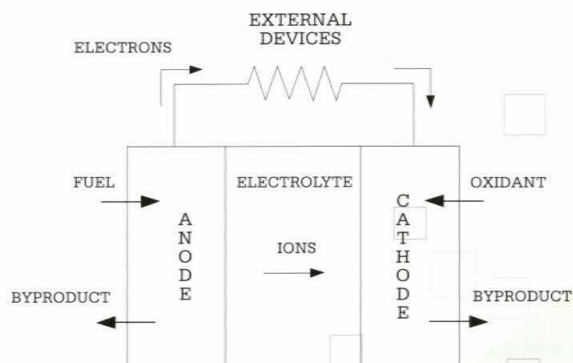 EXTERNAL
DEVICES
ELECTRONS
FUEL
ELECTROLYTE
OXIDANT
ANODE
CATHODE
IONS
BYPRODUCT
BYPRODUCT